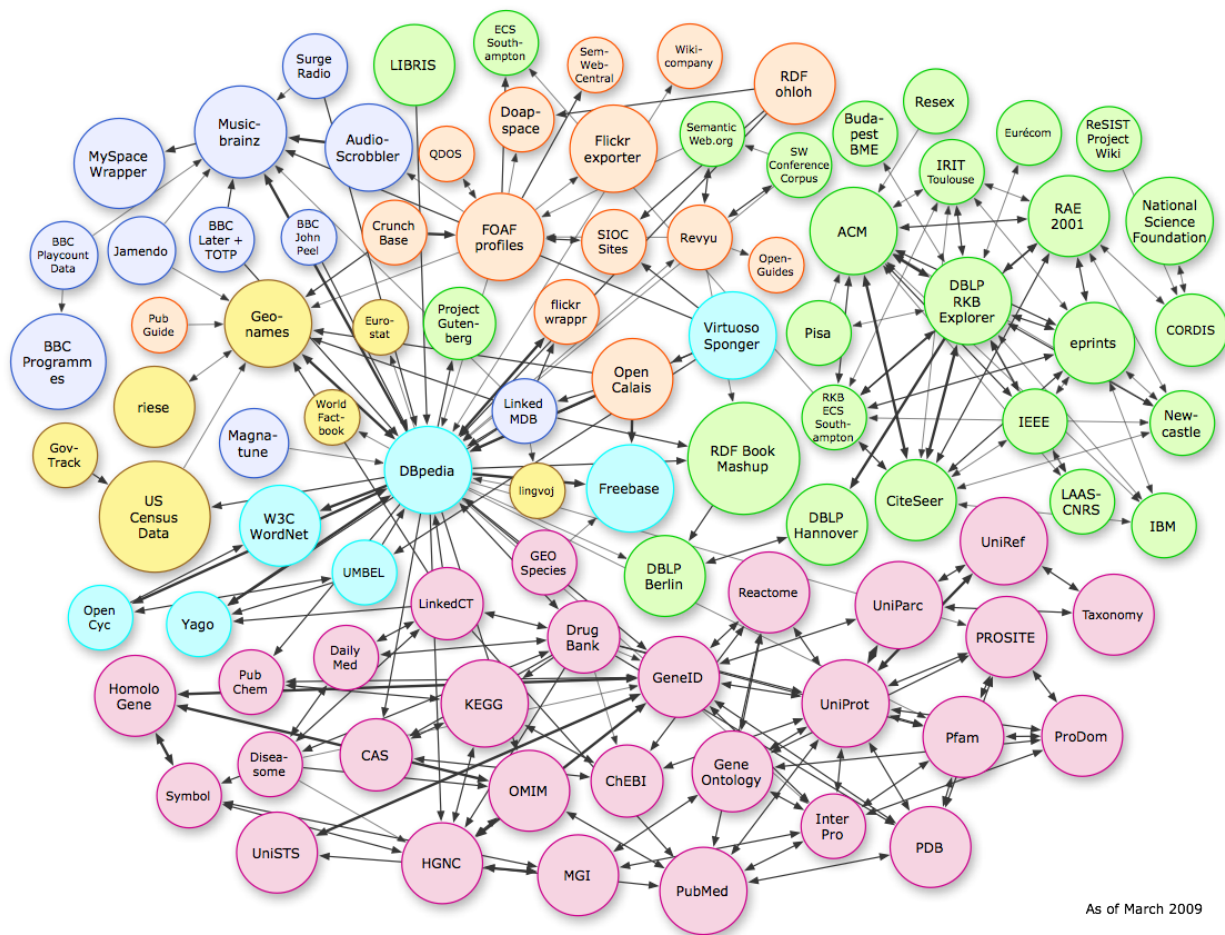 Surge
Radio
LIBRIS
ECS
South-
ampton
Sem-
Web-
Central
Wiki-
company
RDF
ohloh
Music-
brainz
Audio-
Scrobbler
MySpace
Wrapper
QDOS
Doap-
space
Flickr
exporter
Semantic
Web.org
SW
Conference
Corpus
Buda-
pest
BME
Resex
IRIT
Toulouse
Eurécom
ReSIST
Project
Wiki
BBC
Playcount
Data
Jamendo
BBC
Later +
TOTP
BBC
John
Peel
Crunch
Base
FOAF
profiles
SIOC
Sites
Revyu
Open-
Guides
ACM
RAE
2001
National
Science
Foundation
DBLP
RKB
Explorer
Pub
Guide
Geo-
names
Euro-
stat
Project
Guten-
berg
flickr
wrappr
Virtuoso
Sponger
Pisa
eprints
CORDIS
BBC
Programm
es
riese
World
Fact-
book
Linked
MDB
Open
Calais
RKB
ECS
South-
ampton
IEEE
New-
castle
Gov-
Track
Magna-
tune
DBpedia
RDF Book
Mashup
lingvoj
Freebase
CiteSeer
LAAS-
CNRS
IBM
US
Census
Data
W3C
WordNet
DBLP
Hannover
UMBEL
GEO
Species
DBLP
Berlin
UniRef
Open
Cyc
Yago
LinkedCT
Reactome
UniParc
Taxonomy
Daily
Med
Drug
Bank
PROSITE
Pub
Chem
GeneID
Homolo
Gene
KEGG
UniProt
Pfam
ProDom
Disea-
some
CAS
ChEBI
Gene
Ontology
Symbol
OMIM
Inter
Pro
PDB
UniSTS
HGNC
MGI
PubMed
As of March 2009